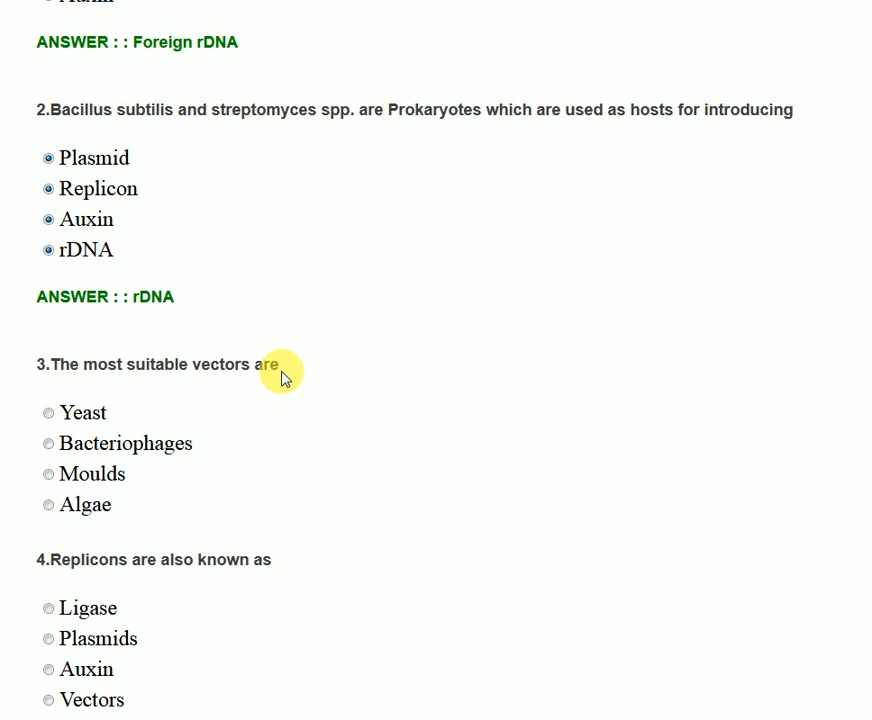 ANSWER : : Foreign rDNA
2.Bacillus subtilis and streptomyces spp. are Prokaryotes which are used as hosts for introducing
Plasmid
Replicon
Auxin
rDNA
ANSWER : : rDNA
3.The most suitable vectors are
Yeast
Bacteriophages
Moulds
Algae
4.Replicons are also known as
Ligase
Plasmids
Auxin
Vectors